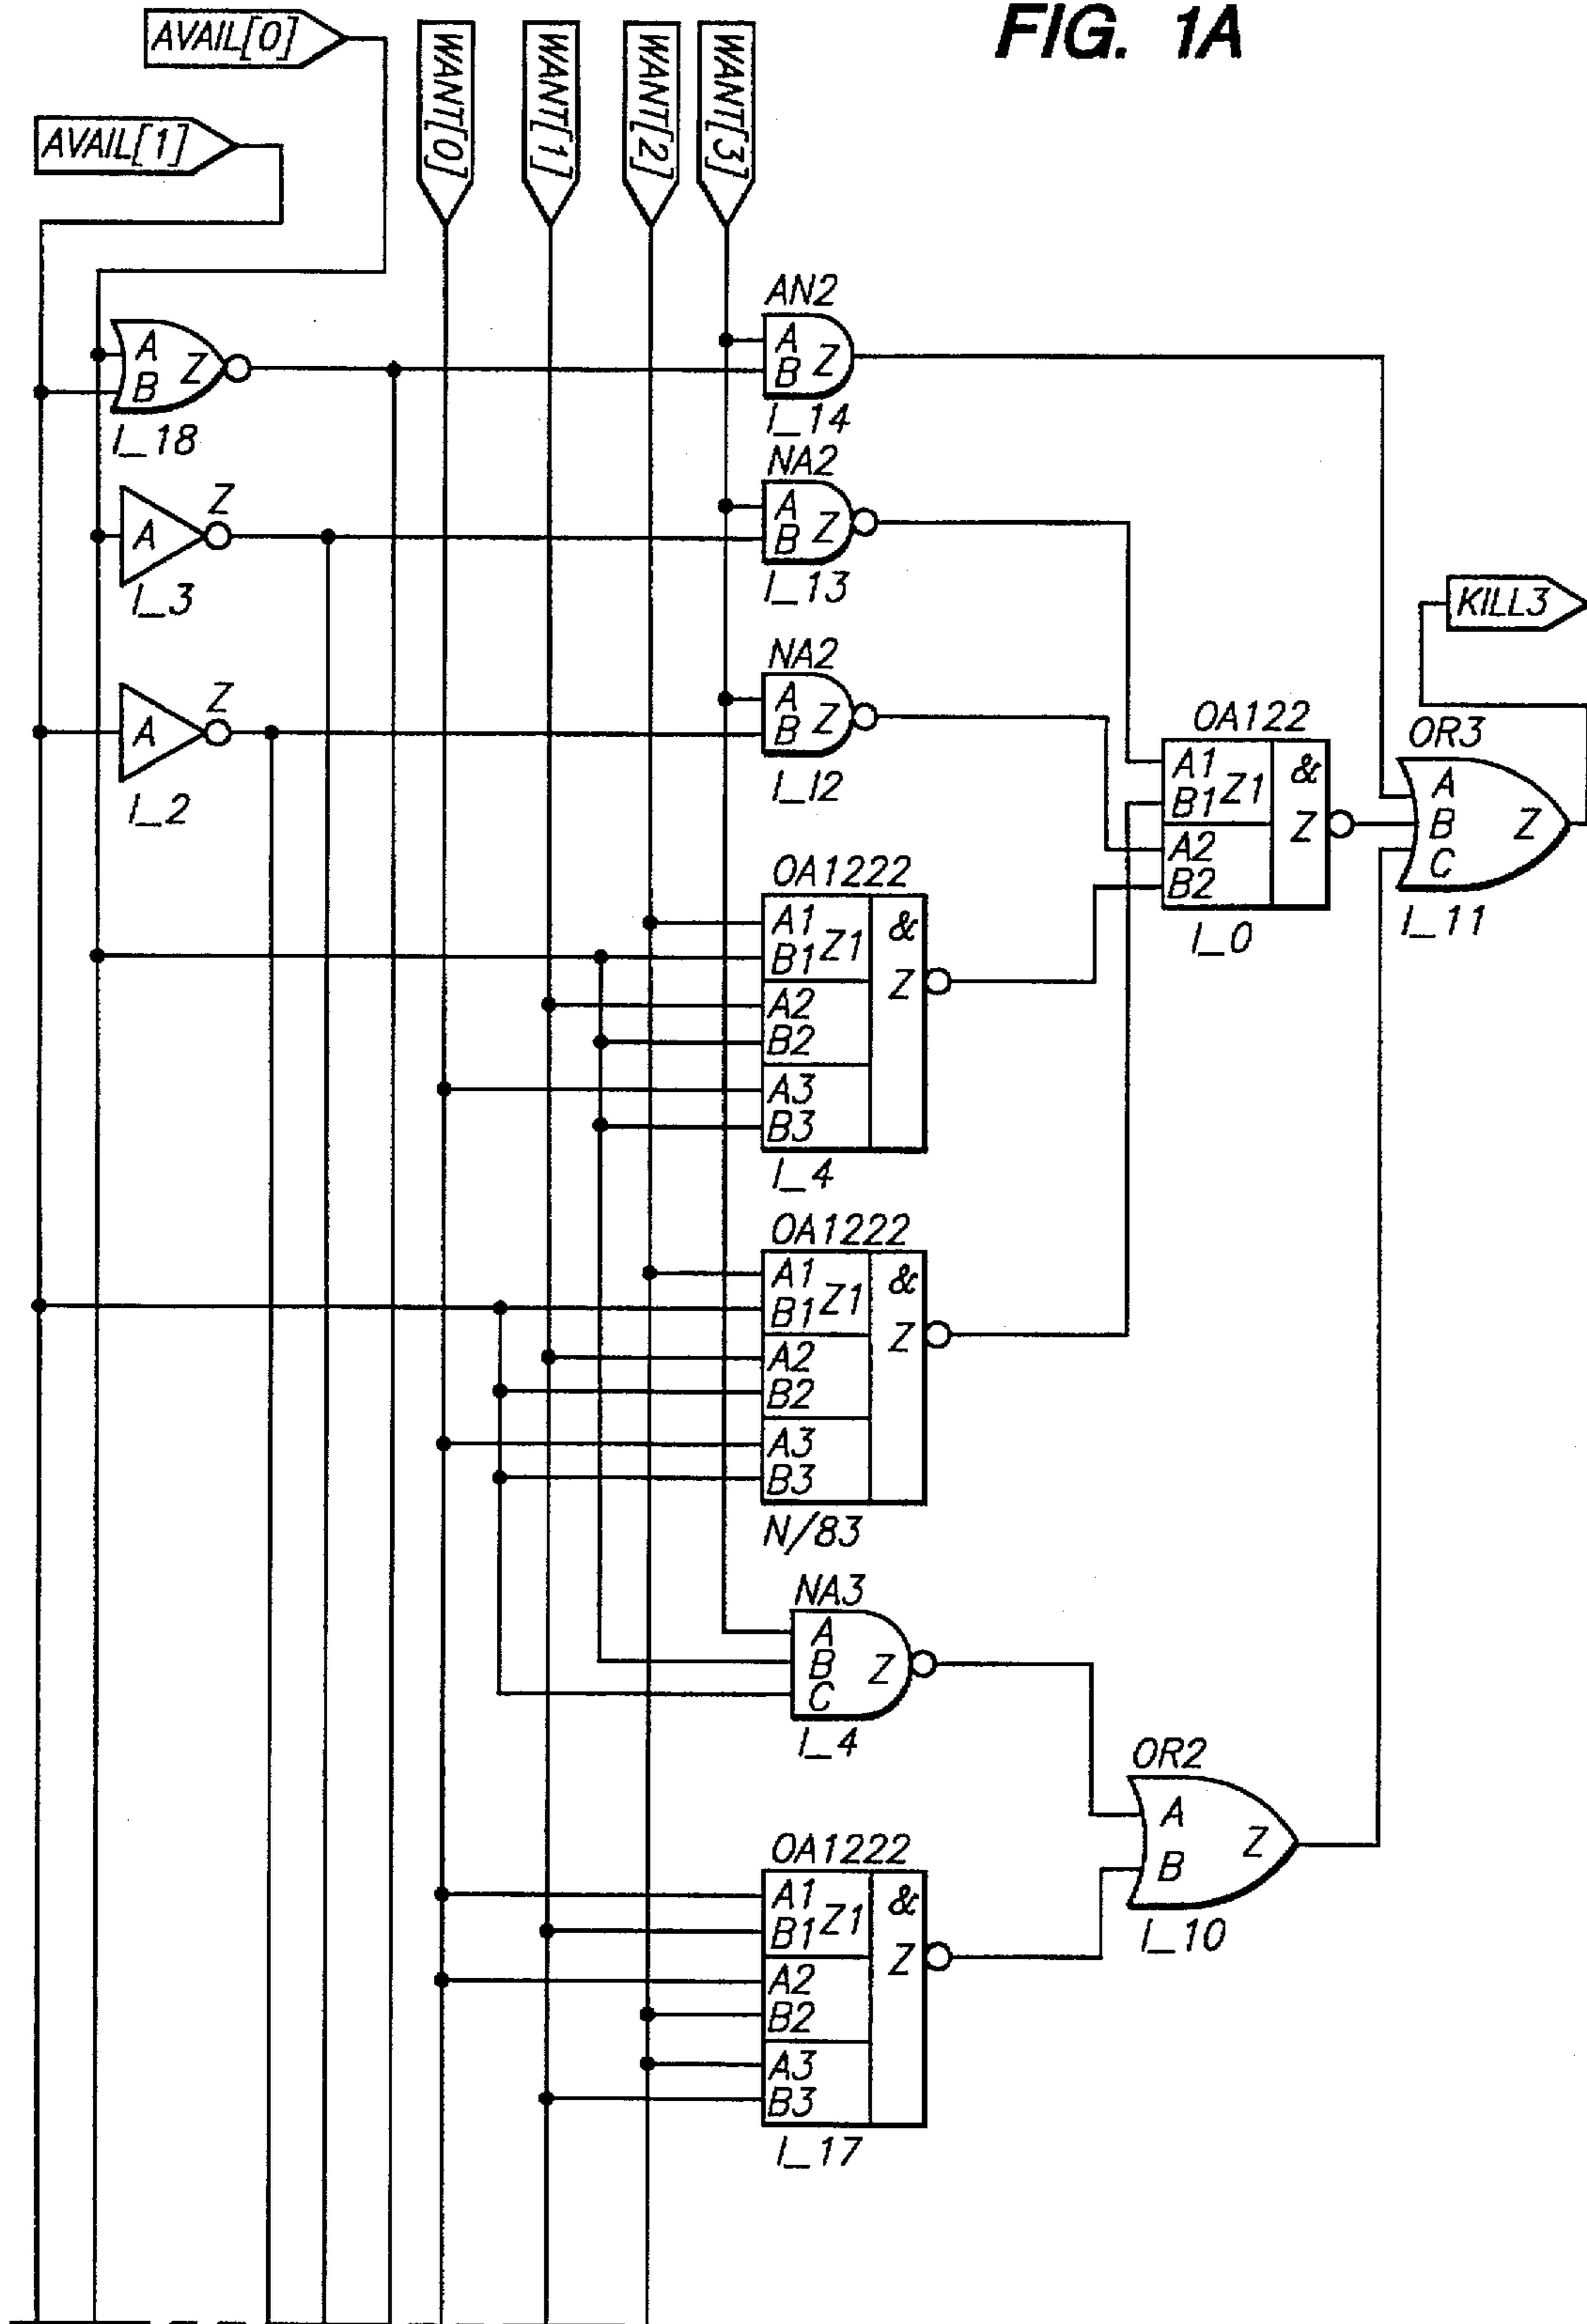 FIG. 1A
AVAIL[0]
AVAIL[1]
WANT[0]
WANT[1]
WANT[2]
WANT[3]
A
B
Z
I_18
AN2
A
B
Z
I_14
NA2
A
B
Z
I_13
Z
A
I_3
KILL3
NA2
A
B
Z
I_I2
Z
A
I_2
OA122
A1
B1
Z1
&
Z
A2
B2
I_0
OR3
A
B
C
Z
I_11
OA1222
A1
B1
Z1
&
Z
A2
B2
A3
B3
I_4
OA1222
A1
B1
Z1
&
Z
A2
B2
A3
B3
N/83
NA3
A
B
C
Z
I_4
OR2
A
B
Z
I_10
OA1222
A1
B1
Z1
&
Z
A2
B2
A3
B3
I_17